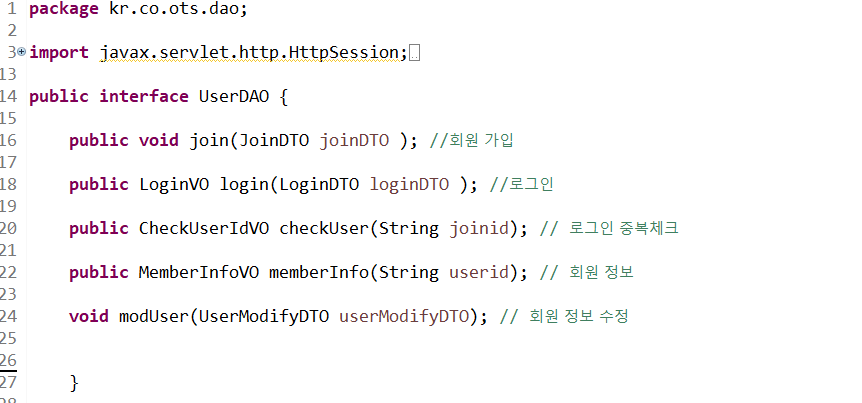 1 package kr.co.ots.dao;
2
3 import javax.servlet.http.HttpSession;
13
14 public interface UserDAO {
15
16 public void join(JoinDTO joinDTO ); //회원 가입
17
18 public LoginVO login(LoginDTO loginDTO ); //로그인
19
20 public CheckUserIdVO checkUser(String joinid); // 로그인 중복체크
21
22 public MemberInfoVO memberInfo(String userid); // 회원 정보
23
24 void modUser(UserModifyDTO userModifyDTO); // 회원 정보 수정
25
26
27 }
28